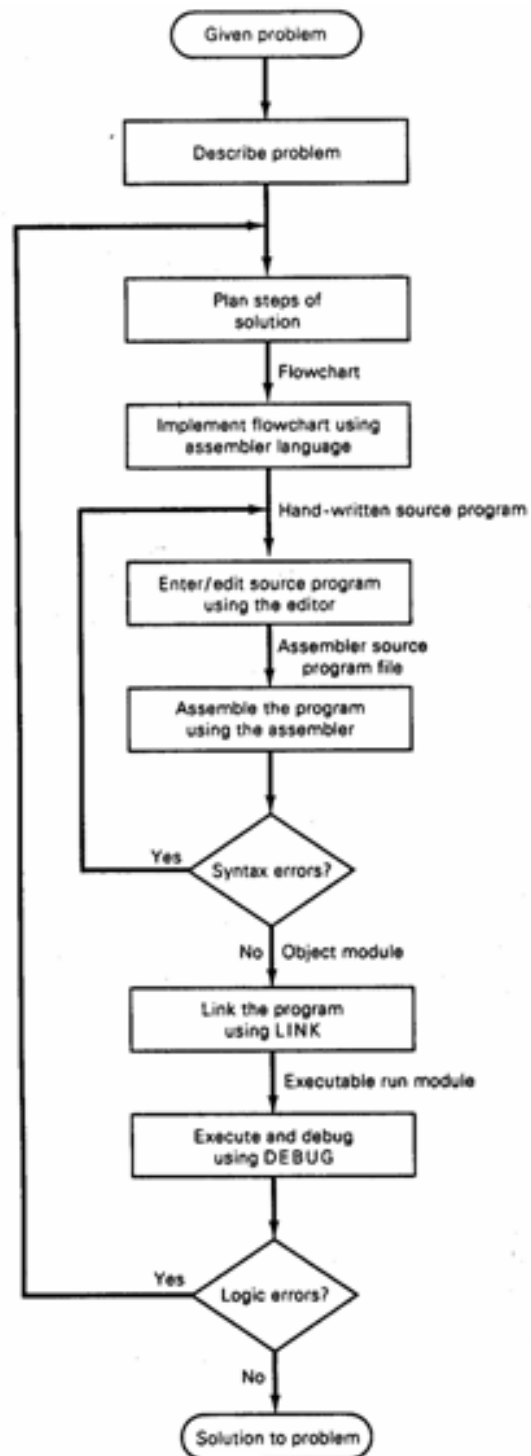 Given problem
Describe problem
Plan steps of
solution
Flowchart
Implement flowchart using
assembler language
Hand-written source program
Enter/edit source program
using the editor
Assembler source
program file
Assemble the program
using the assembler
Yes
Syntax errors?
No
Object module
Link the program
using LINK
Executable run module
Execute and debug
using DEBUG
Yes
Logic errors?
No
Solution to problem